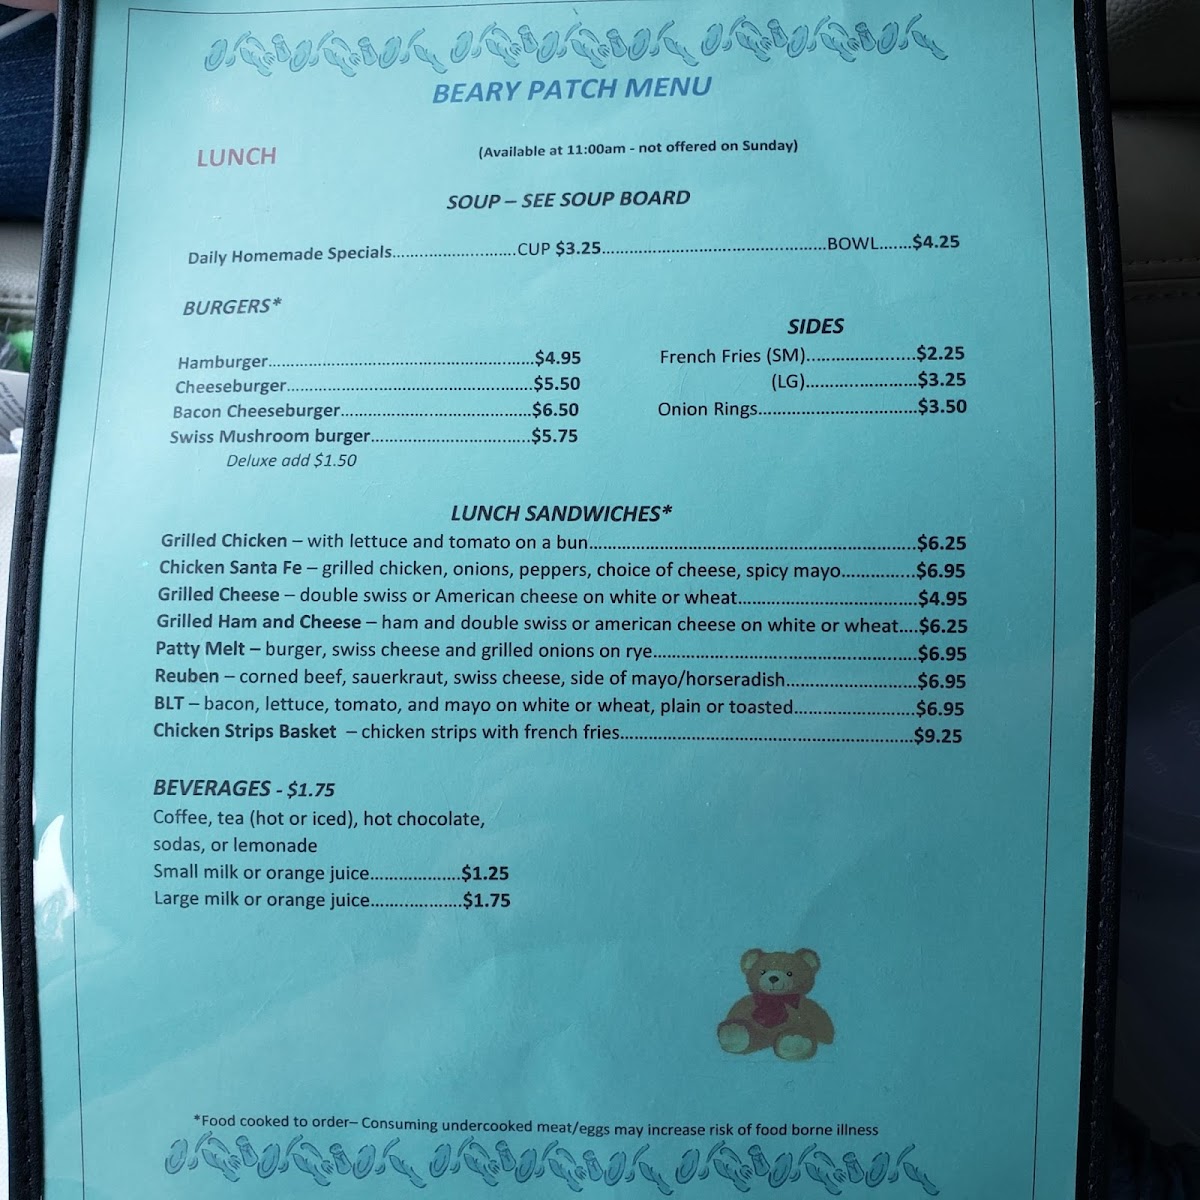 BEARY PATCH MENU
LUNCH (Available at 11:00am - not offered on Sunday)
SOUP – SEE SOUP BOARD
Daily Homemade Specials..........................CUP $3.25...............................................BOWL.......$4.25
BURGERS*
Hamburger......................................................$4.95
Cheeseburger..................................................$5.50
Bacon Cheeseburger.......................................$6.50
Swiss Mushroom burger.................................$5.75
Deluxe add $1.50
SIDES
French Fries (SM)......................$2.25
(LG).......................$3.25
Onion Rings.................................$3.50
LUNCH SANDWICHES*
Grilled Chicken – with lettuce and tomato on a bun....................................................................$6.25
Chicken Santa Fe – grilled chicken, onions, peppers, choice of cheese, spicy mayo...............$6.95
Grilled Cheese – double swiss or American cheese on white or wheat.....................................$4.95
Grilled Ham and Cheese – ham and double swiss or american cheese on white or wheat....$6.25
Patty Melt – burger, swiss cheese and grilled onions on rye......................................................$6.95
Reuben – corned beef, sauerkraut, swiss cheese, side of mayo/horseradish...........................$6.95
BLT – bacon, lettuce, tomato, and mayo on white or wheat, plain or toasted.........................$6.95
Chicken Strips Basket – chicken strips with french fries.............................................................$9.25
BEVERAGES - $1.75
Coffee, tea (hot or iced), hot chocolate,
sodas, or lemonade
Small milk or orange juice...................$1.25
Large milk or orange juice...................$1.75
*Food cooked to order– Consuming undercooked meat/eggs may increase risk of food borne illness